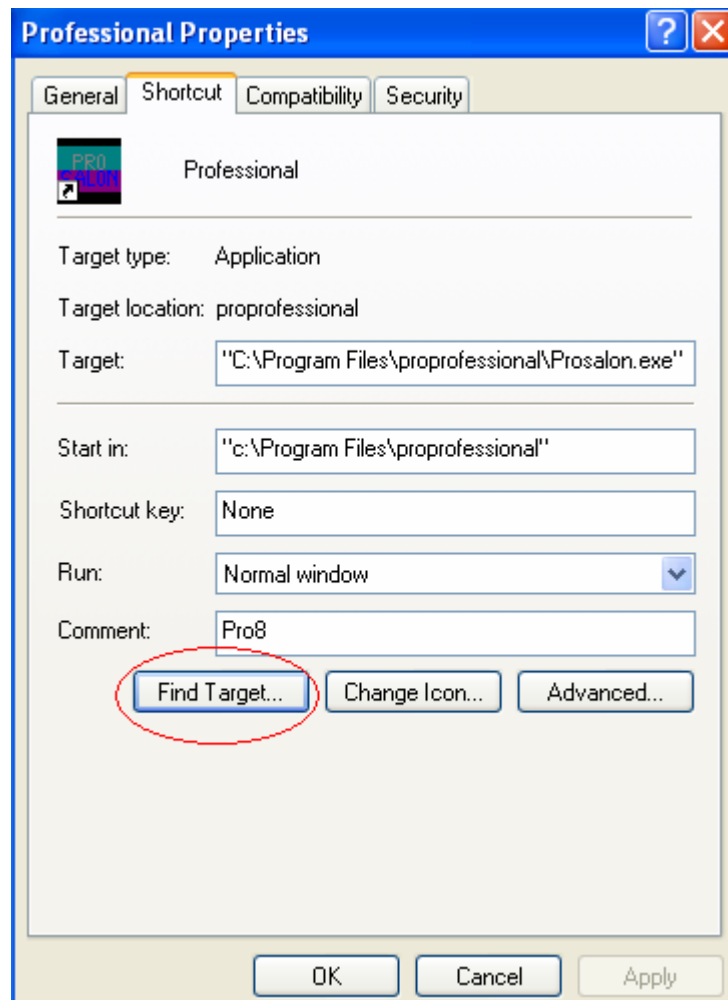 Professional Properties
General Shortcut Compatibility Security
PRO
SALON
Professional
Target type: Application
Target location: proprofessional
Target: "C:\Program Files\proprofessional\Prosalon.exe"
Start in: "c:\Program Files\proprofessional"
Shortcut key: None
Run: Normal window
Comment: Pro8
Find Target... Change Icon... Advanced...
OK Cancel Apply